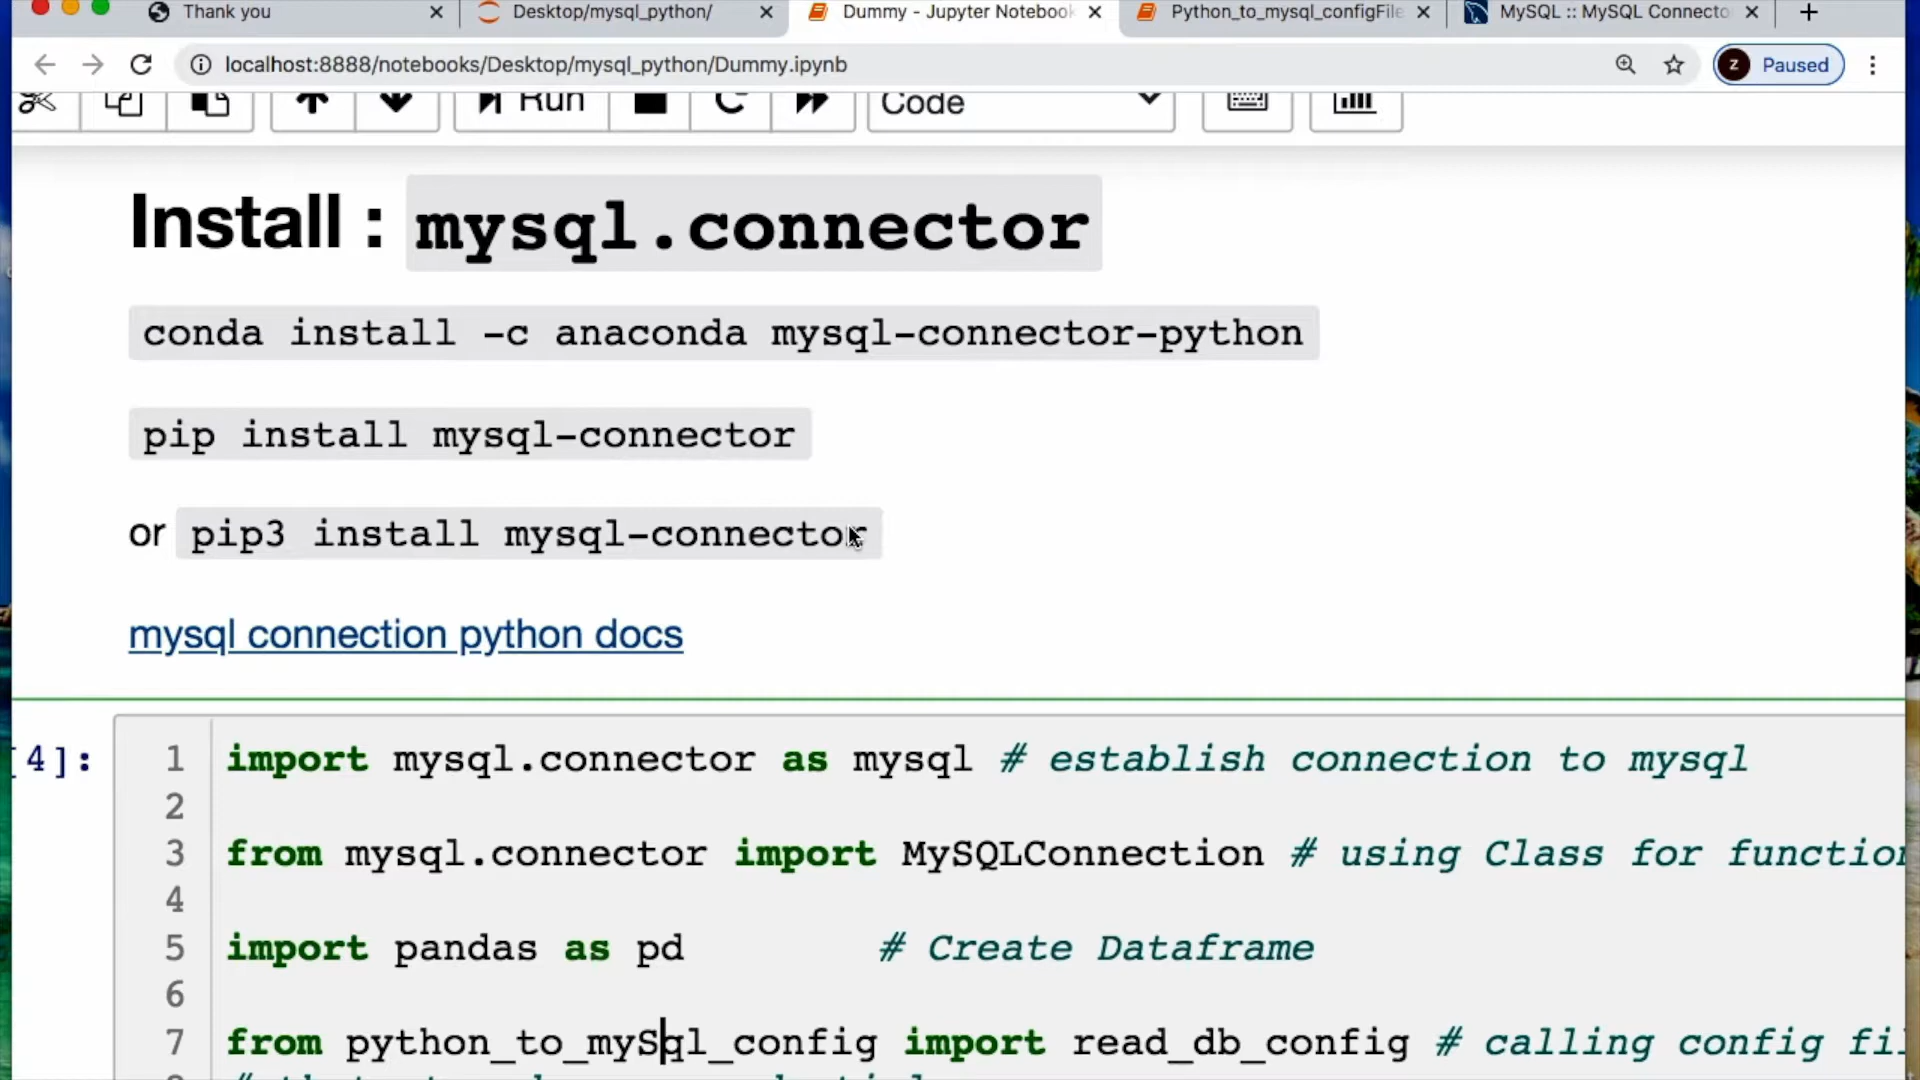 Thank you
Desktop/mysql_python/
Dummy - Jupyter Notebook
Python_to_mysql_configFile
MySQL :: MySQL Connecto
localhost:8888/notebooks/Desktop/mysql_python/Dummy.ipynb
Z
Paused
Run
Code
Install : mysql.connector
conda install -c anaconda mysql-connector-python
pip install mysql-connector
or pip3 install mysql-connector
mysql connection python docs
[4]:
1 import mysql.connector as mysql # establish connection to mysql
2
3 from mysql.connector import MySQLConnection # using Class for function
4
5 import pandas as pd # Create Dataframe
6
7 from python_to_mySql_config import read_db_config # calling config fil